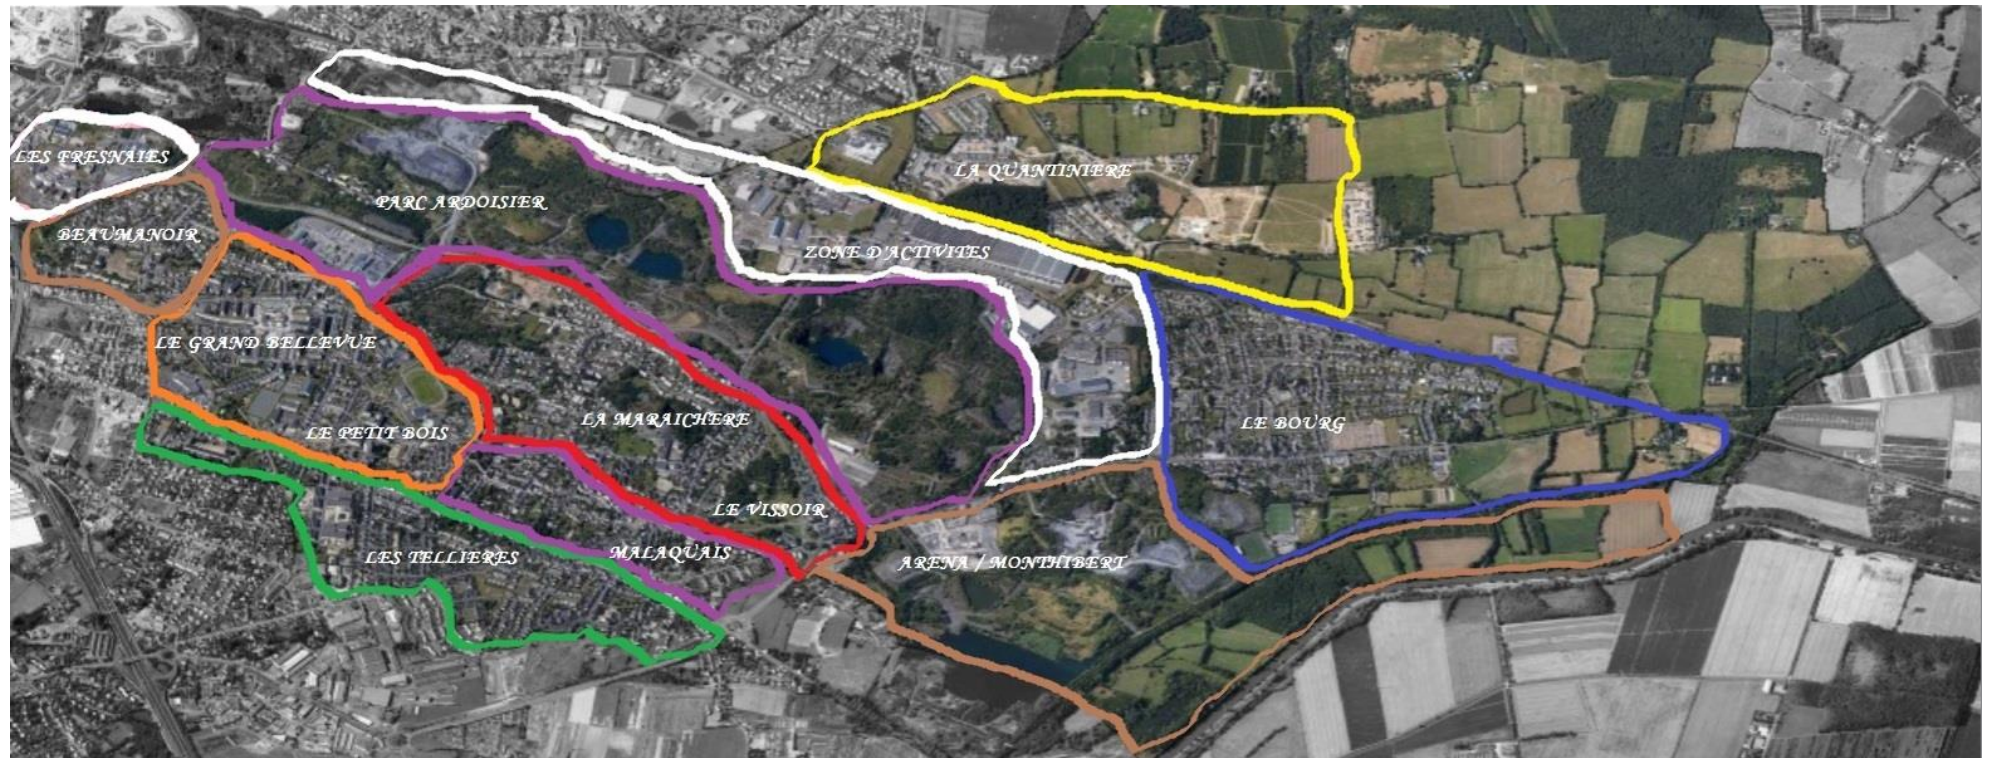 LES FRESNAIES
LA QUANTINIERE
PARC ARDOISIER
BEAUMANOIR
ZONE D'ACTIVITES
LE GRAND BELLEVUE
LA MARAICHERE
LE BOURG
LE PETIT BOIS
LE VISSOIR
LES TELLIERES
MALAQUAIS
ARENA / MONTHIBERT